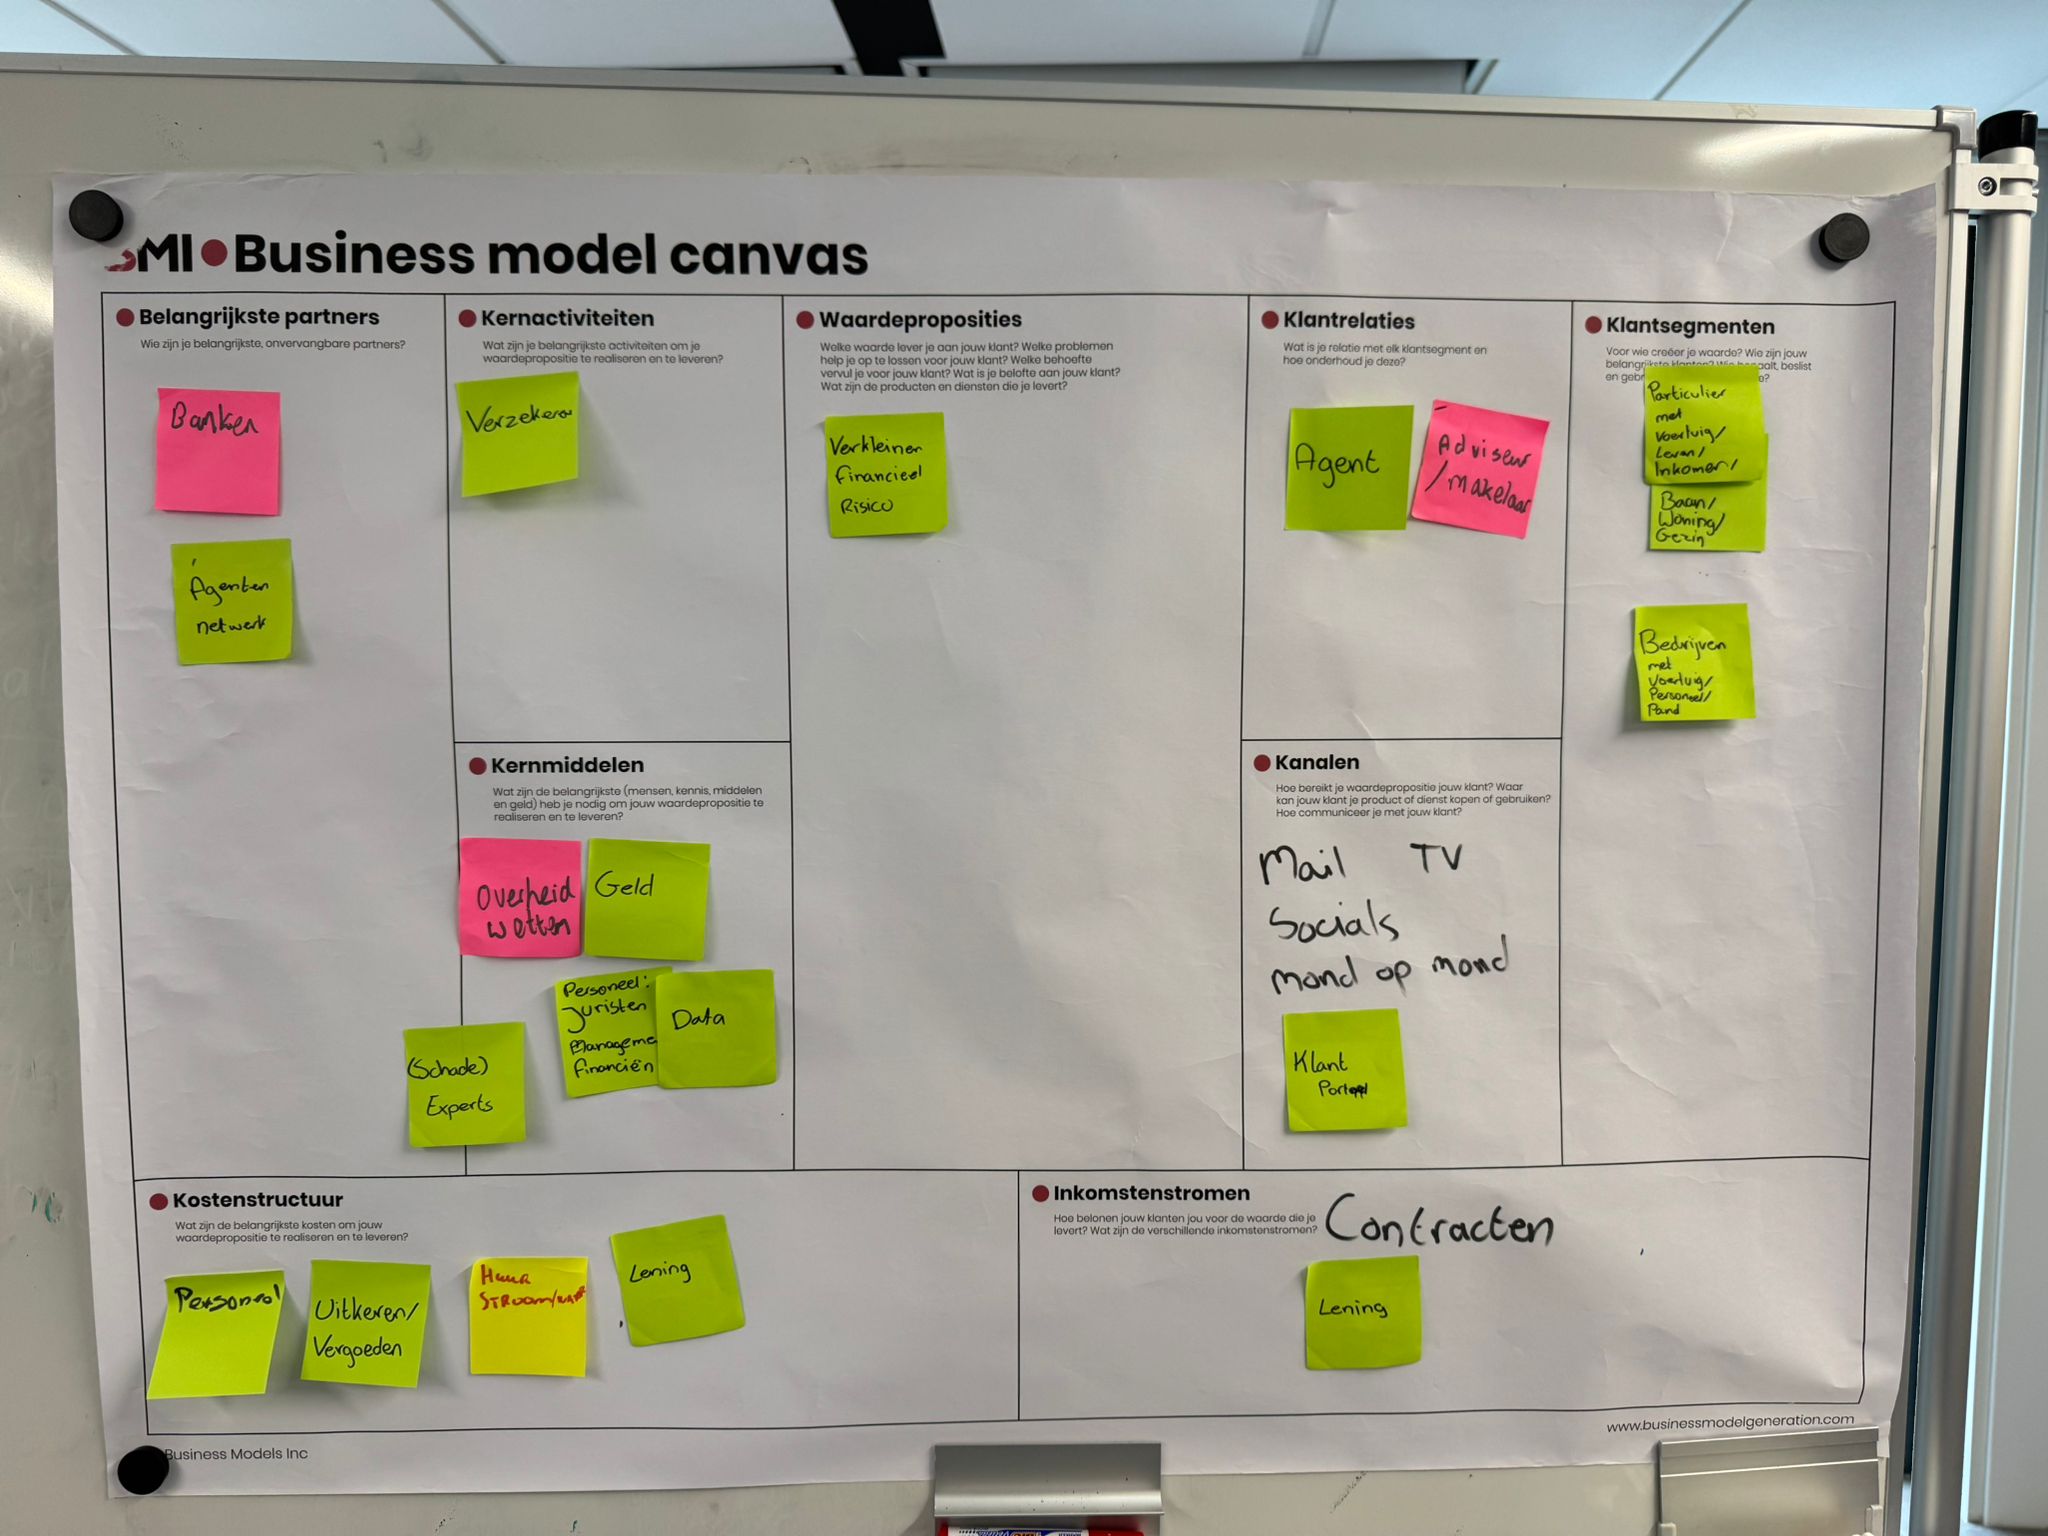 BMI Business model canvas
Belangrijkste partners
Wie zijn je belangrijkste, onvervangbare partners?
Banken
Agenten
netwerk
Kernactiviteiten
Wat zijn je belangrijkste activiteiten om je
waardepropositie te realiseren en te leveren?
Verzekeren
Kernmiddelen
Wat zijn de belangrijkste (mensen, kennis, middelen
en geld) heb je nodig om jouw waardepropositie te
realiseren en te leveren?
Overheid
wetten
Geld
Personeel:
Juristen
Manageme
financiën
Data
(Schade)
Experts
Waardeproposities
Welke waarde lever je aan jouw klant? Welke problemen
help je op te lossen voor jouw klant? Welke behoefte
vervul je voor jouw klant? Wat is je belofte aan jouw klant?
Wat zijn de producten en diensten die je levert?
Verkleinen
financieel
Risico
Klantrelaties
Wat is je relatie met elk klantsegment en
hoe onderhoud je deze?
Agent
Adviseur
/makelaar
Kanalen
Hoe bereikt je waardepropositie jouw klant? Waar
kan jouw klant je product of dienst kopen of gebruiken?
Hoe communiceer je met jouw klant?
Mail TV
Socials
mond op mond
Klant
Klantsegmenten
Voor wie creëer je waarde? Wie zijn jouw
belangrijkste klanten? aalt, beslist
en gebr e?
Particulier
met
Voertuig/
Leven/
Inkomen/
Baan/
Woning/
Gezin
Bedrijven
met
Voertuig/
Personeel/
Pand
Kostenstructuur
Wat zijn de belangrijkste kosten om jouw
waardepropositie te realiseren en te leveren?
Personeel
Uitkeren/
Vergoeden
Huur
STROOM/
Lening
Inkomstenstromen
Hoe belonen jouw klanten jou voor de waarde die je
levert? Wat zijn de verschillende inkomstenstromen?
Contracten
Lening
Business Models Inc
www.businessmodelgeneration.com